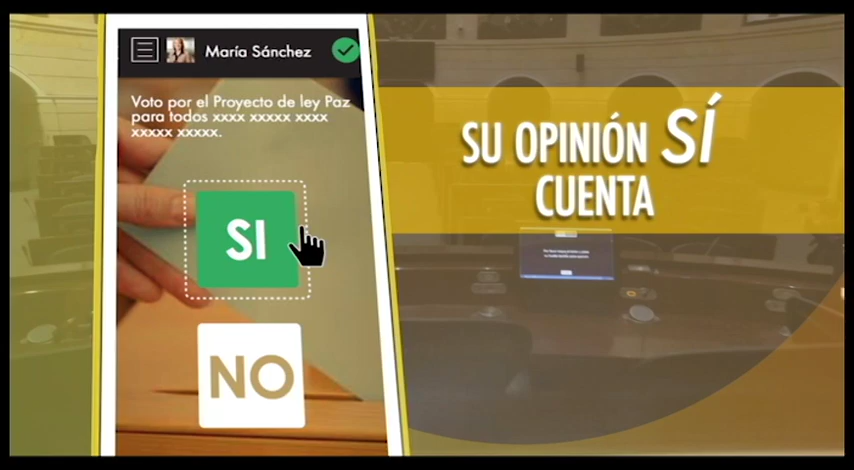 María Sánchez
Voto por el Proyecto de ley Paz
para todos xxxx xxxxx xxxx
xxxxx xxxxx.
SI
NO
SU OPINIÓN SÍ
CUENTA